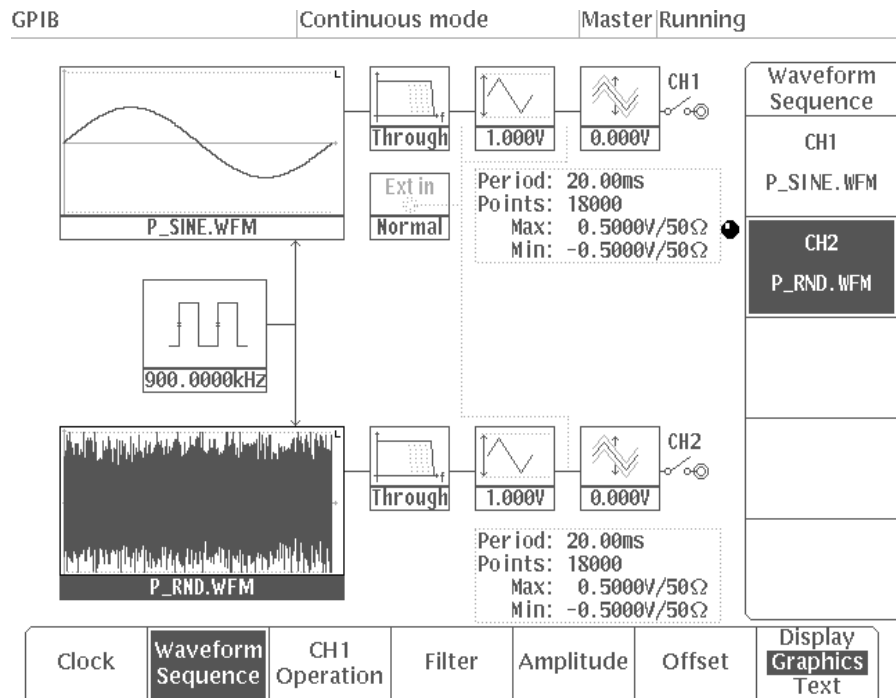 GPIB Continuous mode Master Running
L
CH1
f
Through 1.000V 0.000V
P_SINE.WFM
Ext in
Normal
Period: 20.00ms
Points: 18000
Max: 0.5000V/50Ω
Min: -0.5000V/50Ω
Waveform
Sequence
CH1
P_SINE.WFM
CH2
P_RND.WFM
900.0000kHz
L
CH2
f
Through 1.000V 0.000V
P_RND.WFM
Period: 20.00ms
Points: 18000
Max: 0.5000V/50Ω
Min: -0.5000V/50Ω
Clock
Waveform
Sequence
CH1
Operation
Filter
Amplitude
Offset
Display
Graphics
Text